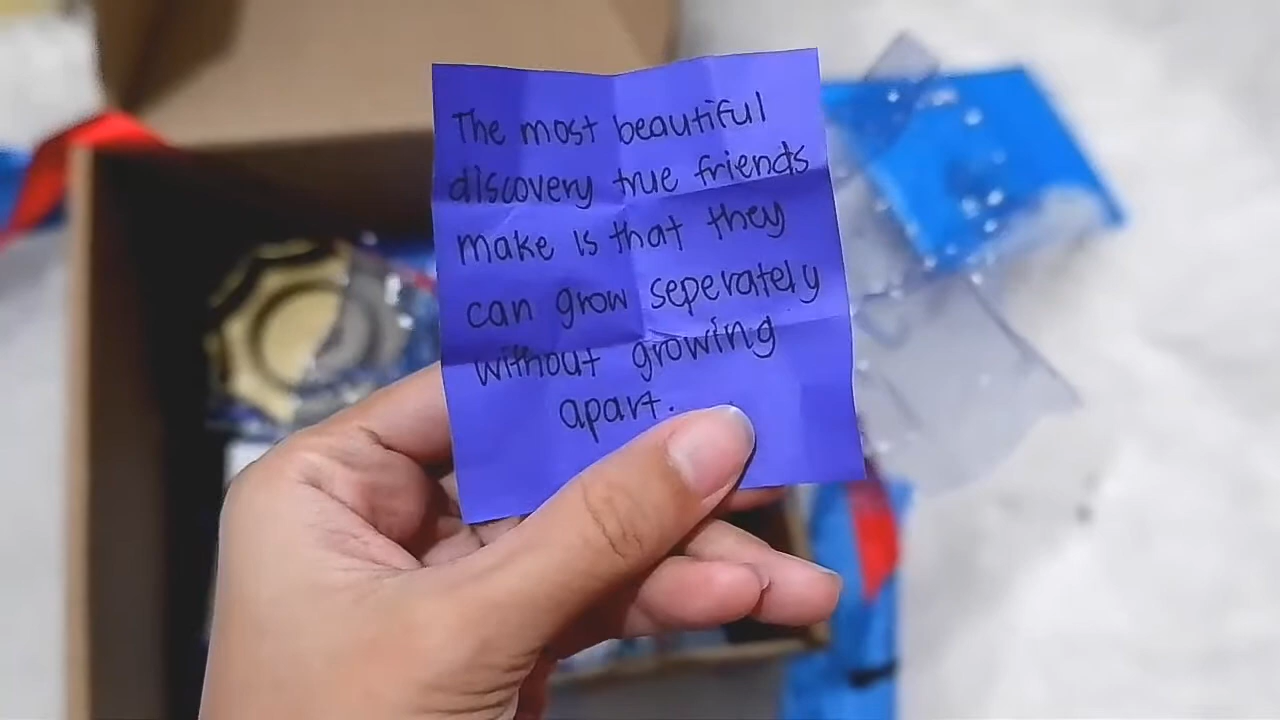 The most beautiful
discovery true friends
make is that they
can grow seperately
without growing
apart.